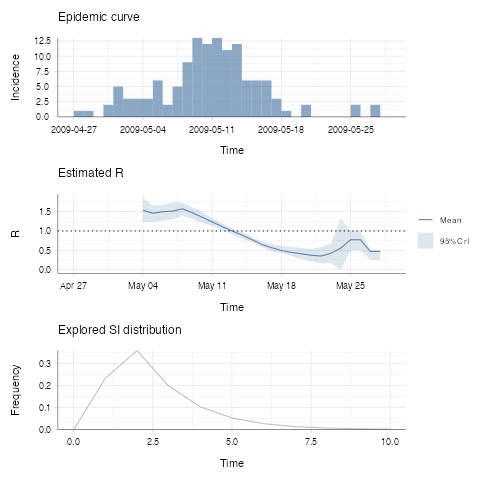 Epidemic curve
12.5
10.0
7.5
5.0
2.5
0.0
Incidence
2009-04-27 2009-05-04 2009-05-11 2009-05-18 2009-05-25
Time
Estimated R
1.5
1.0
0.5
0.0
R
Apr 27 May 04 May 11 May 18 May 25
Time
Mean
95%CrI
Explored SI distribution
0.3
0.2
0.1
0.0
Frequency
0.0 2.5 5.0 7.5 10.0
Time